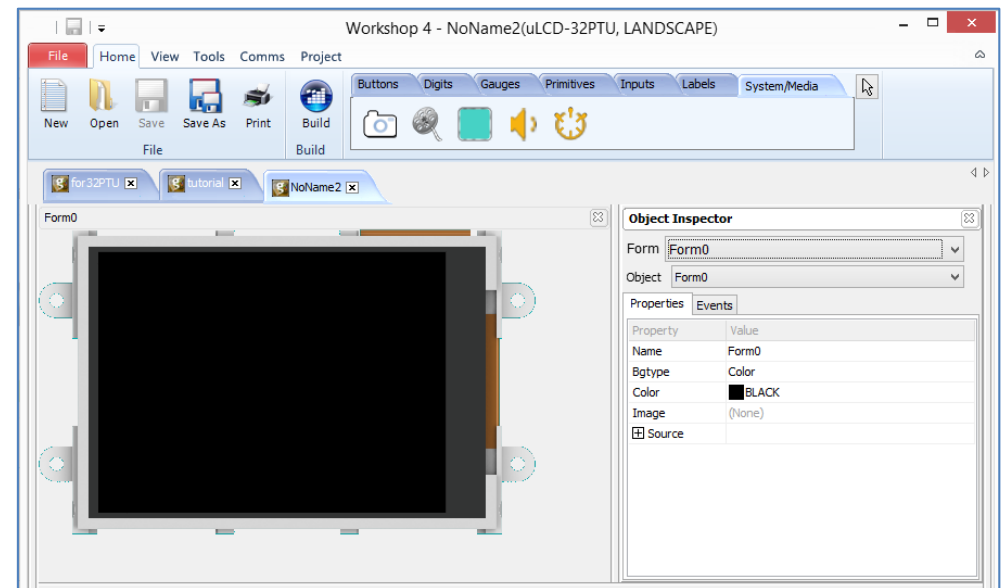 Workshop 4 - NoName2(uLCD-32PTU, LANDSCAPE)
File Home View Tools Comms Project
Buttons Digits Gauges Primitives Inputs Labels System/Media
New Open Save Save As Print Build
File Build
for32PTU tutorial NoName2
Form0
Object Inspector
Form Form0
Object Form0
Properties Events
Property Value
Name Form0
Bgtype Color
Color BLACK
Image (None)
Source